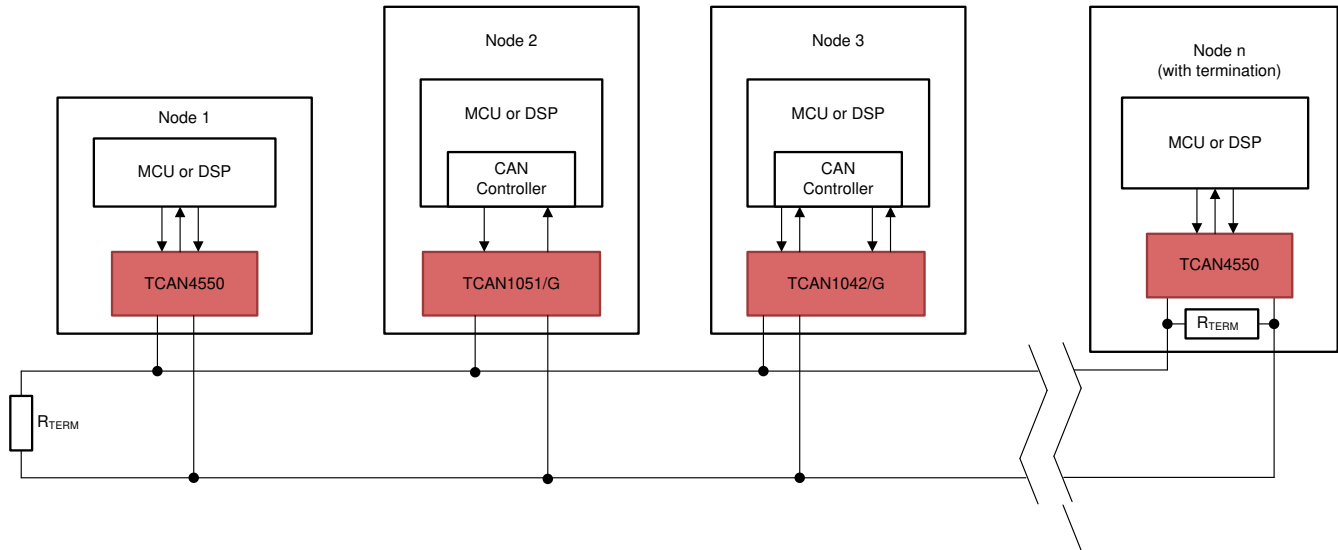 Node 1
MCU or DSP
TCAN4550
Node 2
MCU or DSP
CAN
Controller
TCAN1051/G
Node 3
MCU or DSP
CAN
Controller
TCAN1042/G
Node n
(with termination)
MCU or DSP
TCAN4550
RTERM
RTERM